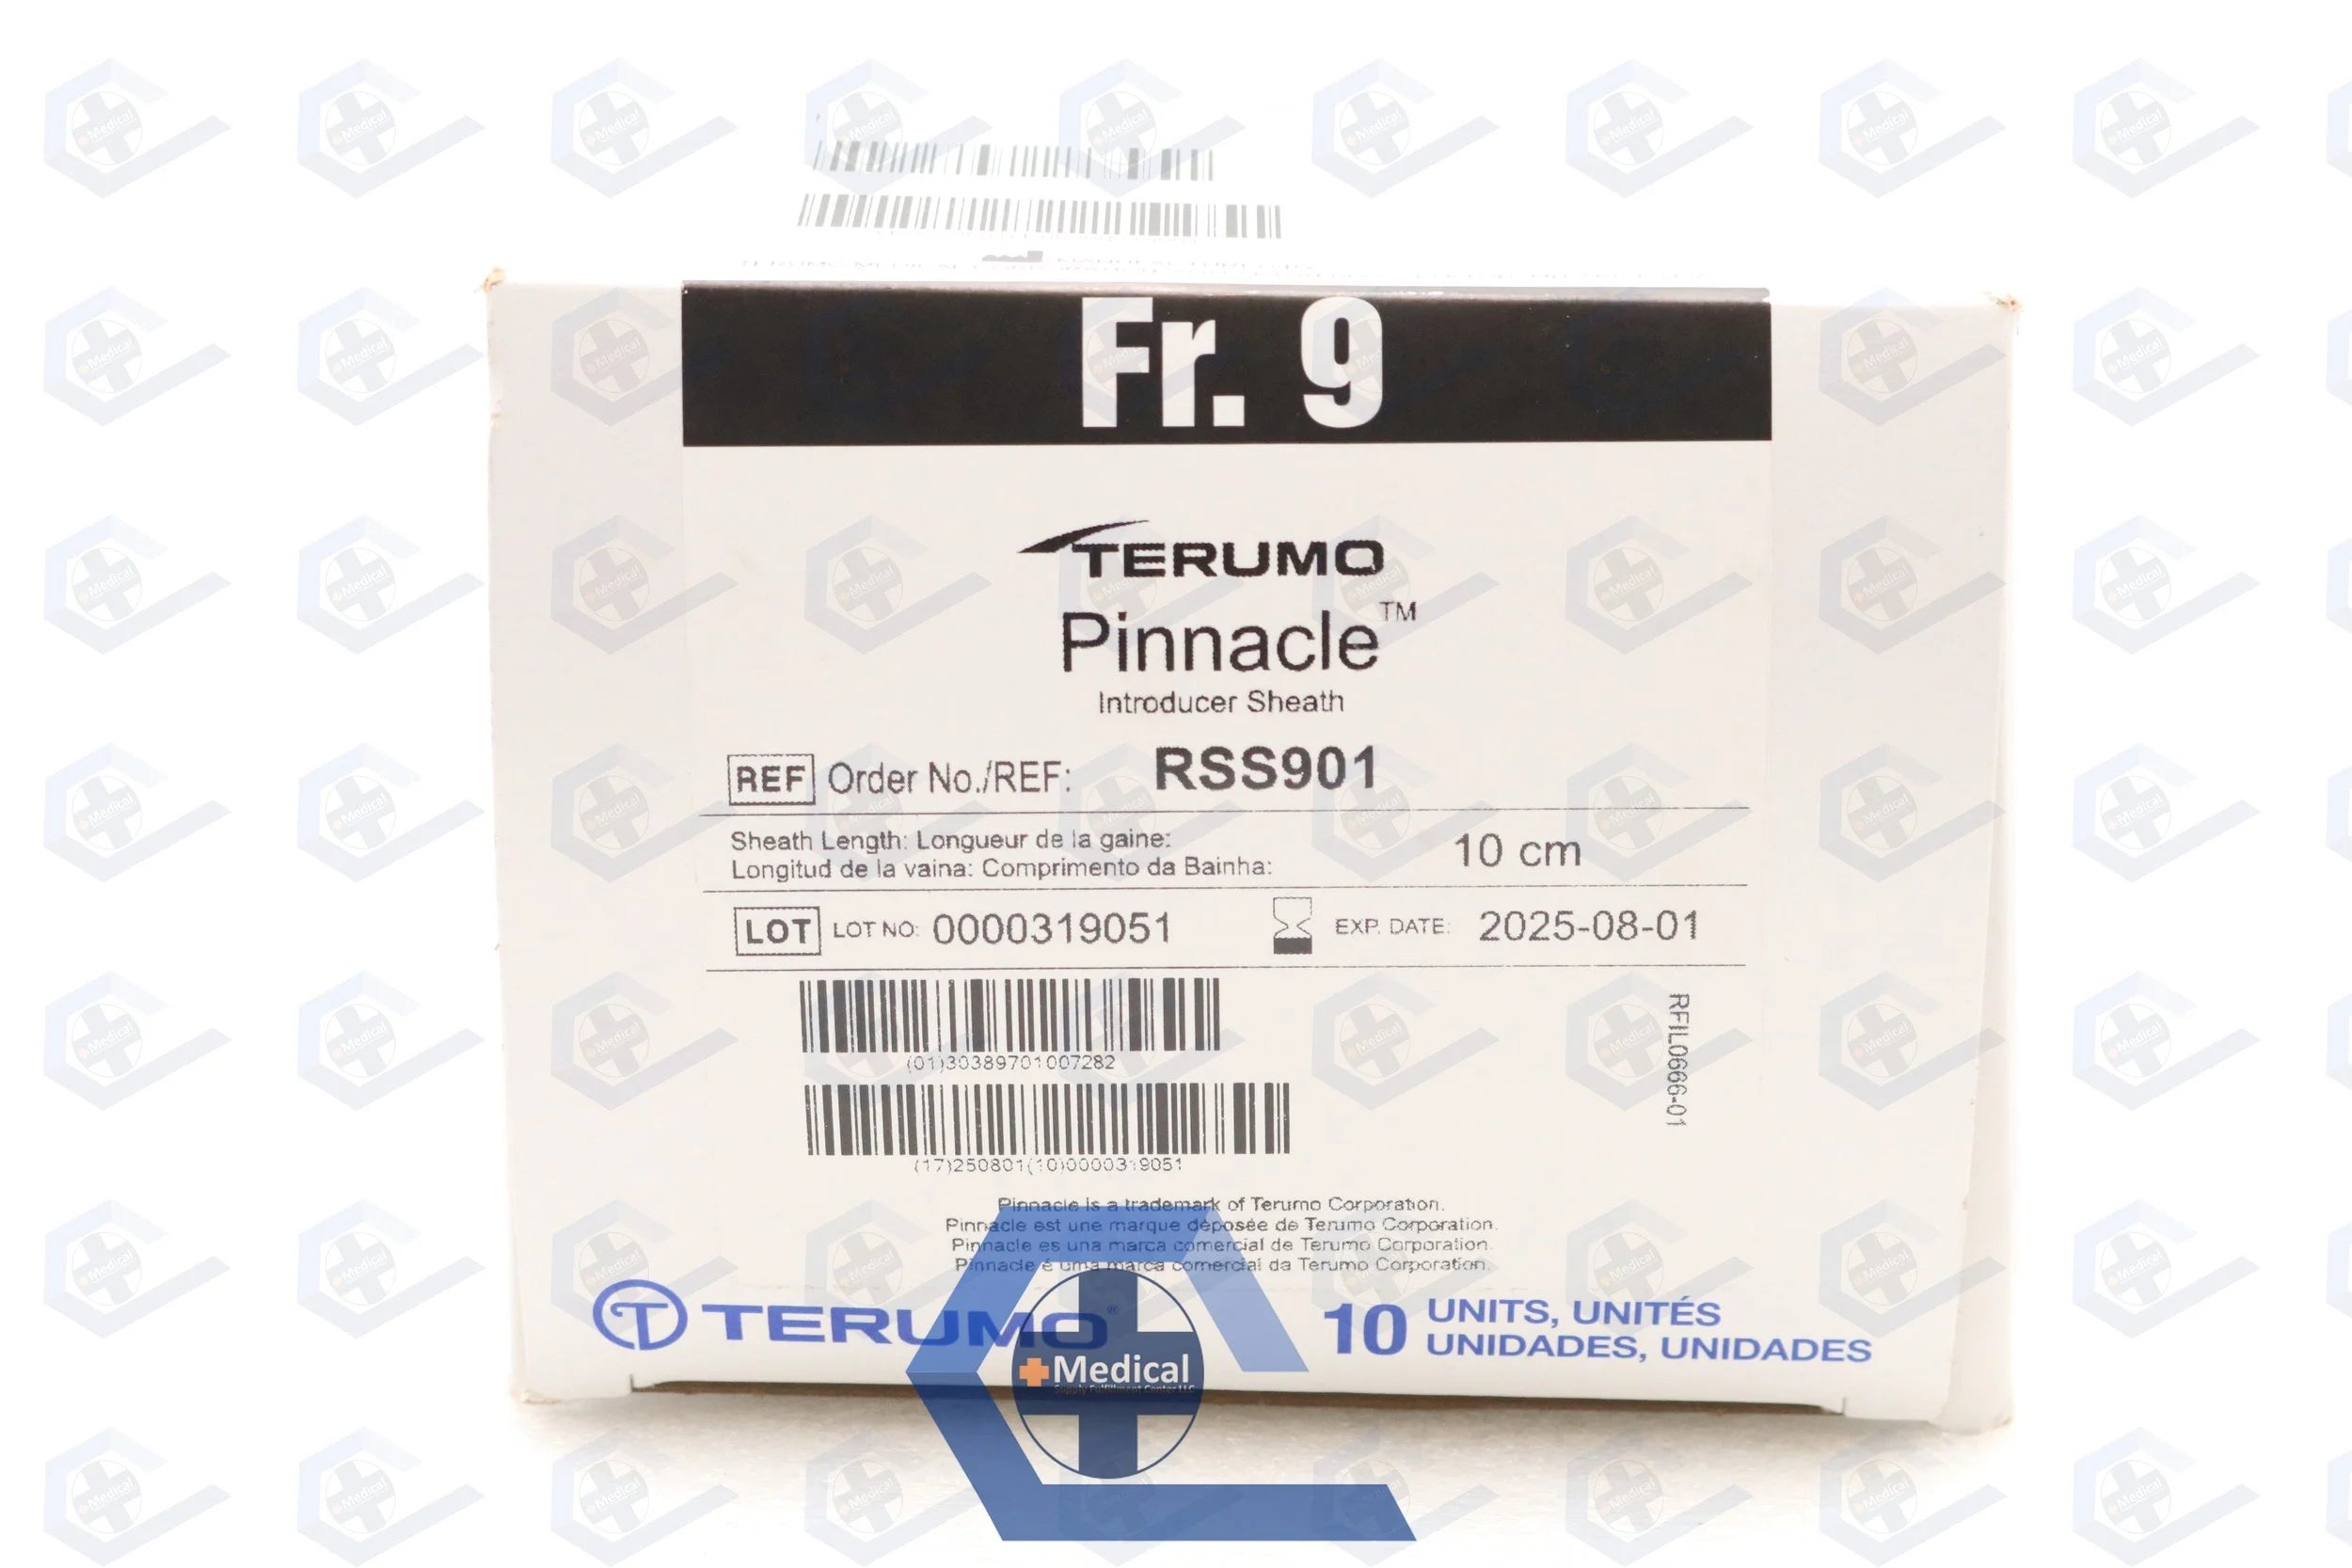 Fr. 9
TERUMO
Pinnacle™
Introducer Sheath
REF Order No./REF: RSS901
Sheath Length: Longueur de la gaine:
Longitud de la vaina: Comprimento da Bainha:
10 cm
LOT LOT NO: 0000319051 EXP. DATE: 2025-08-01
(01)30389701007282
RFIL0666-01
(17)250801(10)0000319051
Pinnacle is a trademark of Terumo Corporation.
Pinnacle est une marque déposée de Terumo Corporation.
Pinnacle es una marca comercial de Terumo Corporation.
Pinnacle é uma marca comercial da Terumo Corporation.
T TERUMO®
10 UNITS, UNITÉS
UNIDADES, UNIDADES
Medical
Supply Fulfillment Center LLC